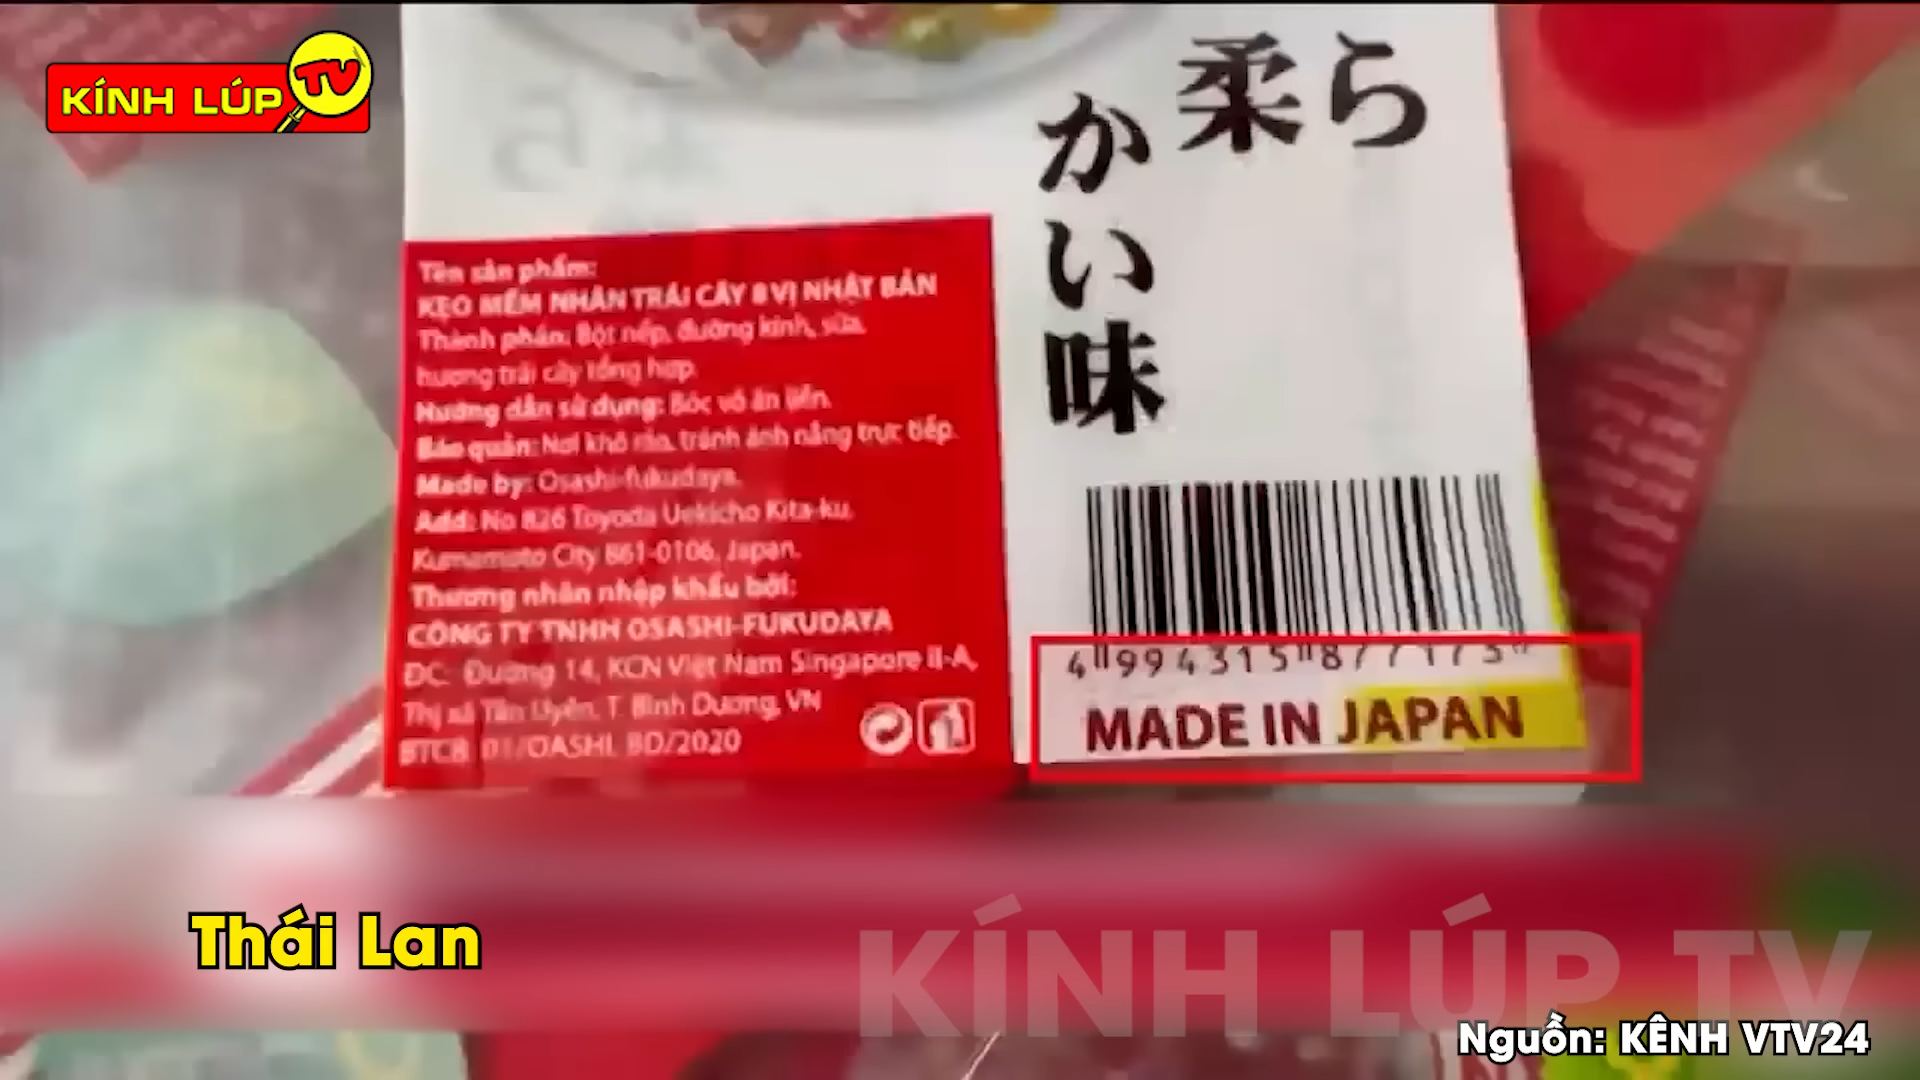 KÍNH LÚP TV
柔ら
かい味
Tên sản phẩm:
KẸO MỀM NHÂN TRÁI CÂY 8 VỊ NHẬT BẢN
Thành phần: Bột nếp, đường kính, sữa,
hương trái cây tổng hợp.
Hướng dẫn sử dụng: Bóc vỏ ăn liền.
Bảo quản: Nơi khô ráo, tránh ánh nắng trực tiếp.
Made by: Osashi-fukudaya.
Add: No 826 Toyoda Uekicho Kita-ku,
Kumamoto City 861-0106, Japan.
Thương nhân nhập khẩu bởi:
CÔNG TY TNHH OSASHI-FUKUDAYA
ĐC: Đường 14, KCN Việt Nam Singapore II-A,
Thị xã Tân Uyên, T. Bình Dương, VN
BTCB 01/OASHI. BD/2020
4 994315 877173
MADE IN JAPAN
Thái Lan
KÍNH LÚP TV
Nguồn: KÊNH VTV24